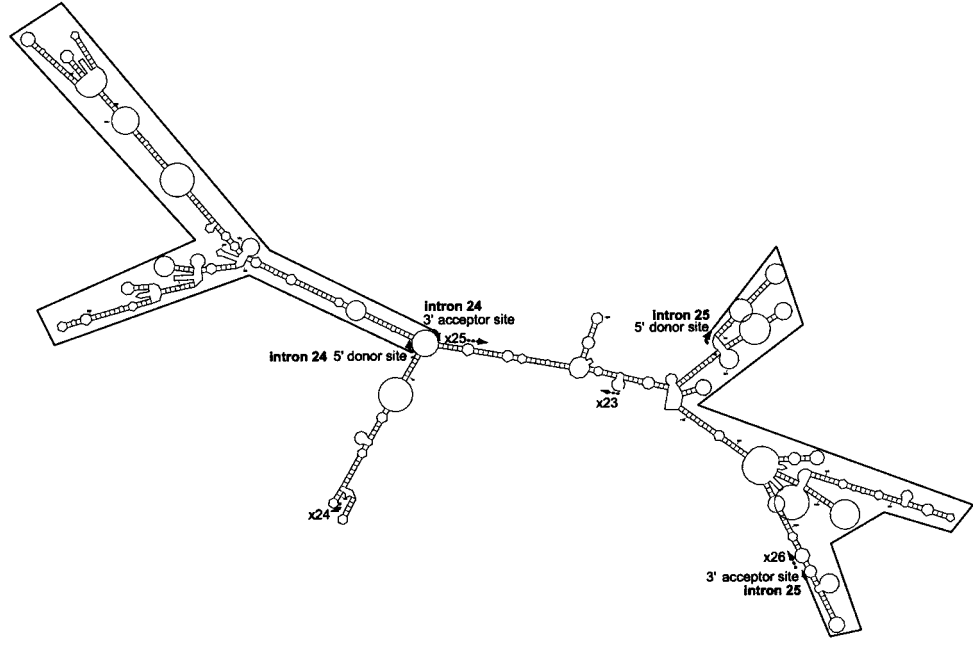 intron 24
3' acceptor site
x25
intron 24 5' donor site
intron 25
5' donor site
x23
x24
x26
3' acceptor site
intron 25